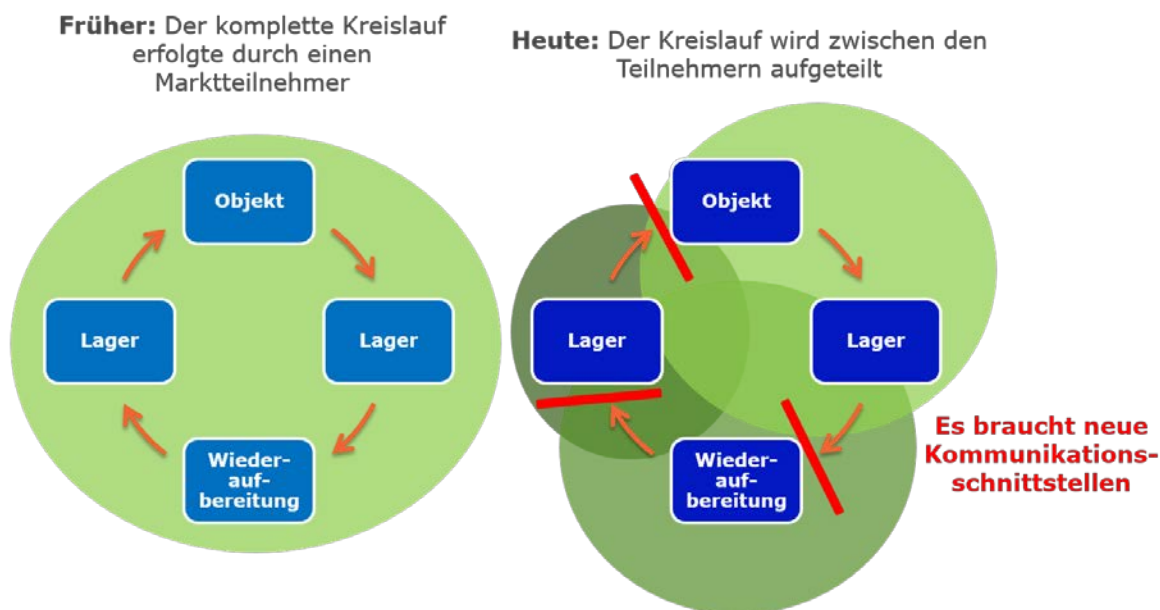 Früher: Der komplette Kreislauf
erfolgte durch einen
Marktteilnehmer
Heute: Der Kreislauf wird zwischen den
Teilnehmern aufgeteilt
Objekt
Lager
Lager
Wieder-
auf-
bereitung
Objekt
Lager
Lager
Wieder-
auf-
bereitung
Es braucht neue
Kommunikations-
schnittstellen